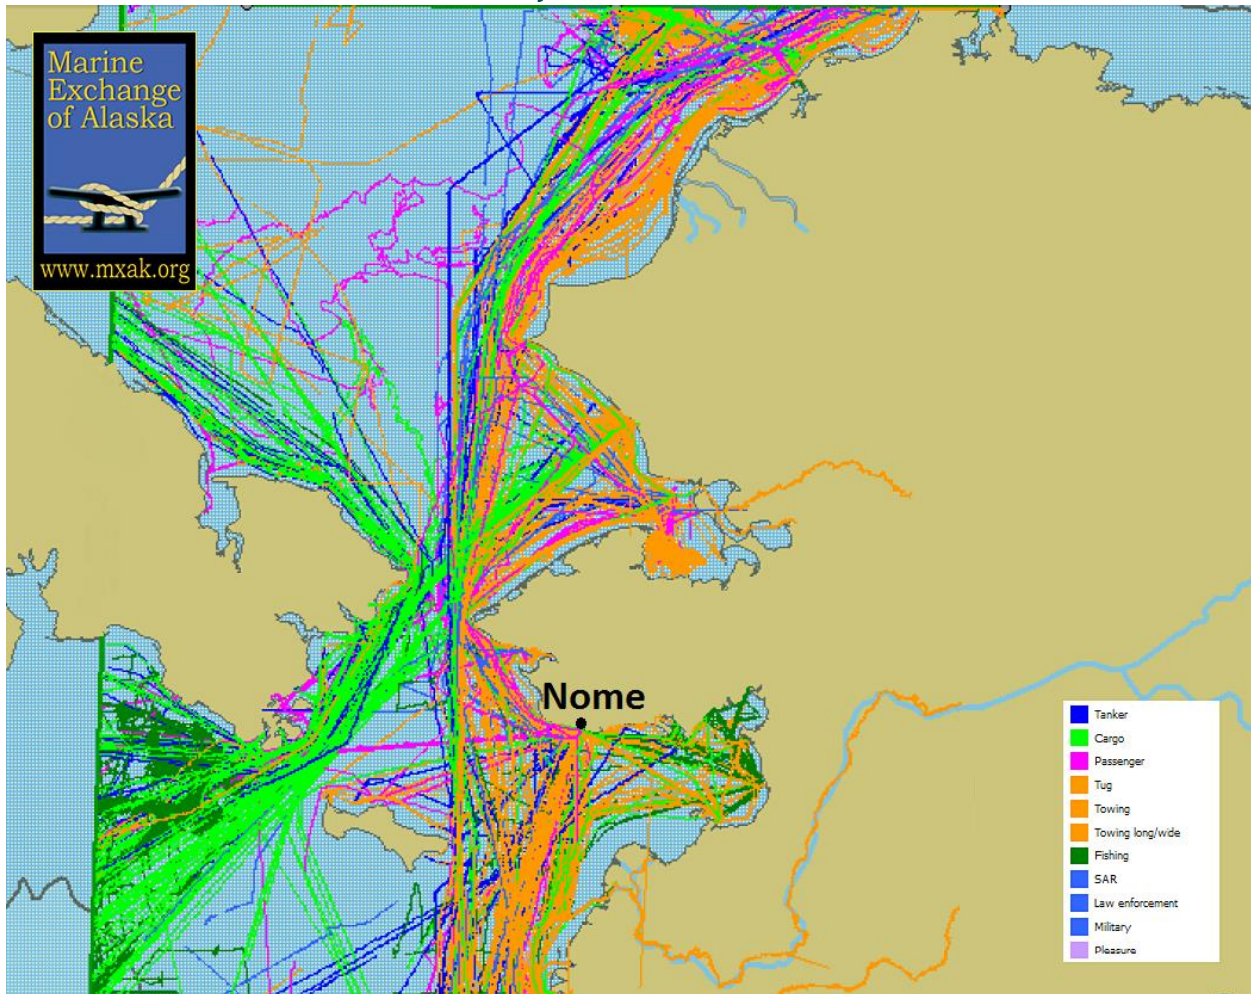 Marine
Exchange
of Alaska
www.mxak.org
Nome
Tanker
Cargo
Passenger
Tug
Towing
Towing long/wide
Fishing
SAR
Law enforcement
Military
Pleasure